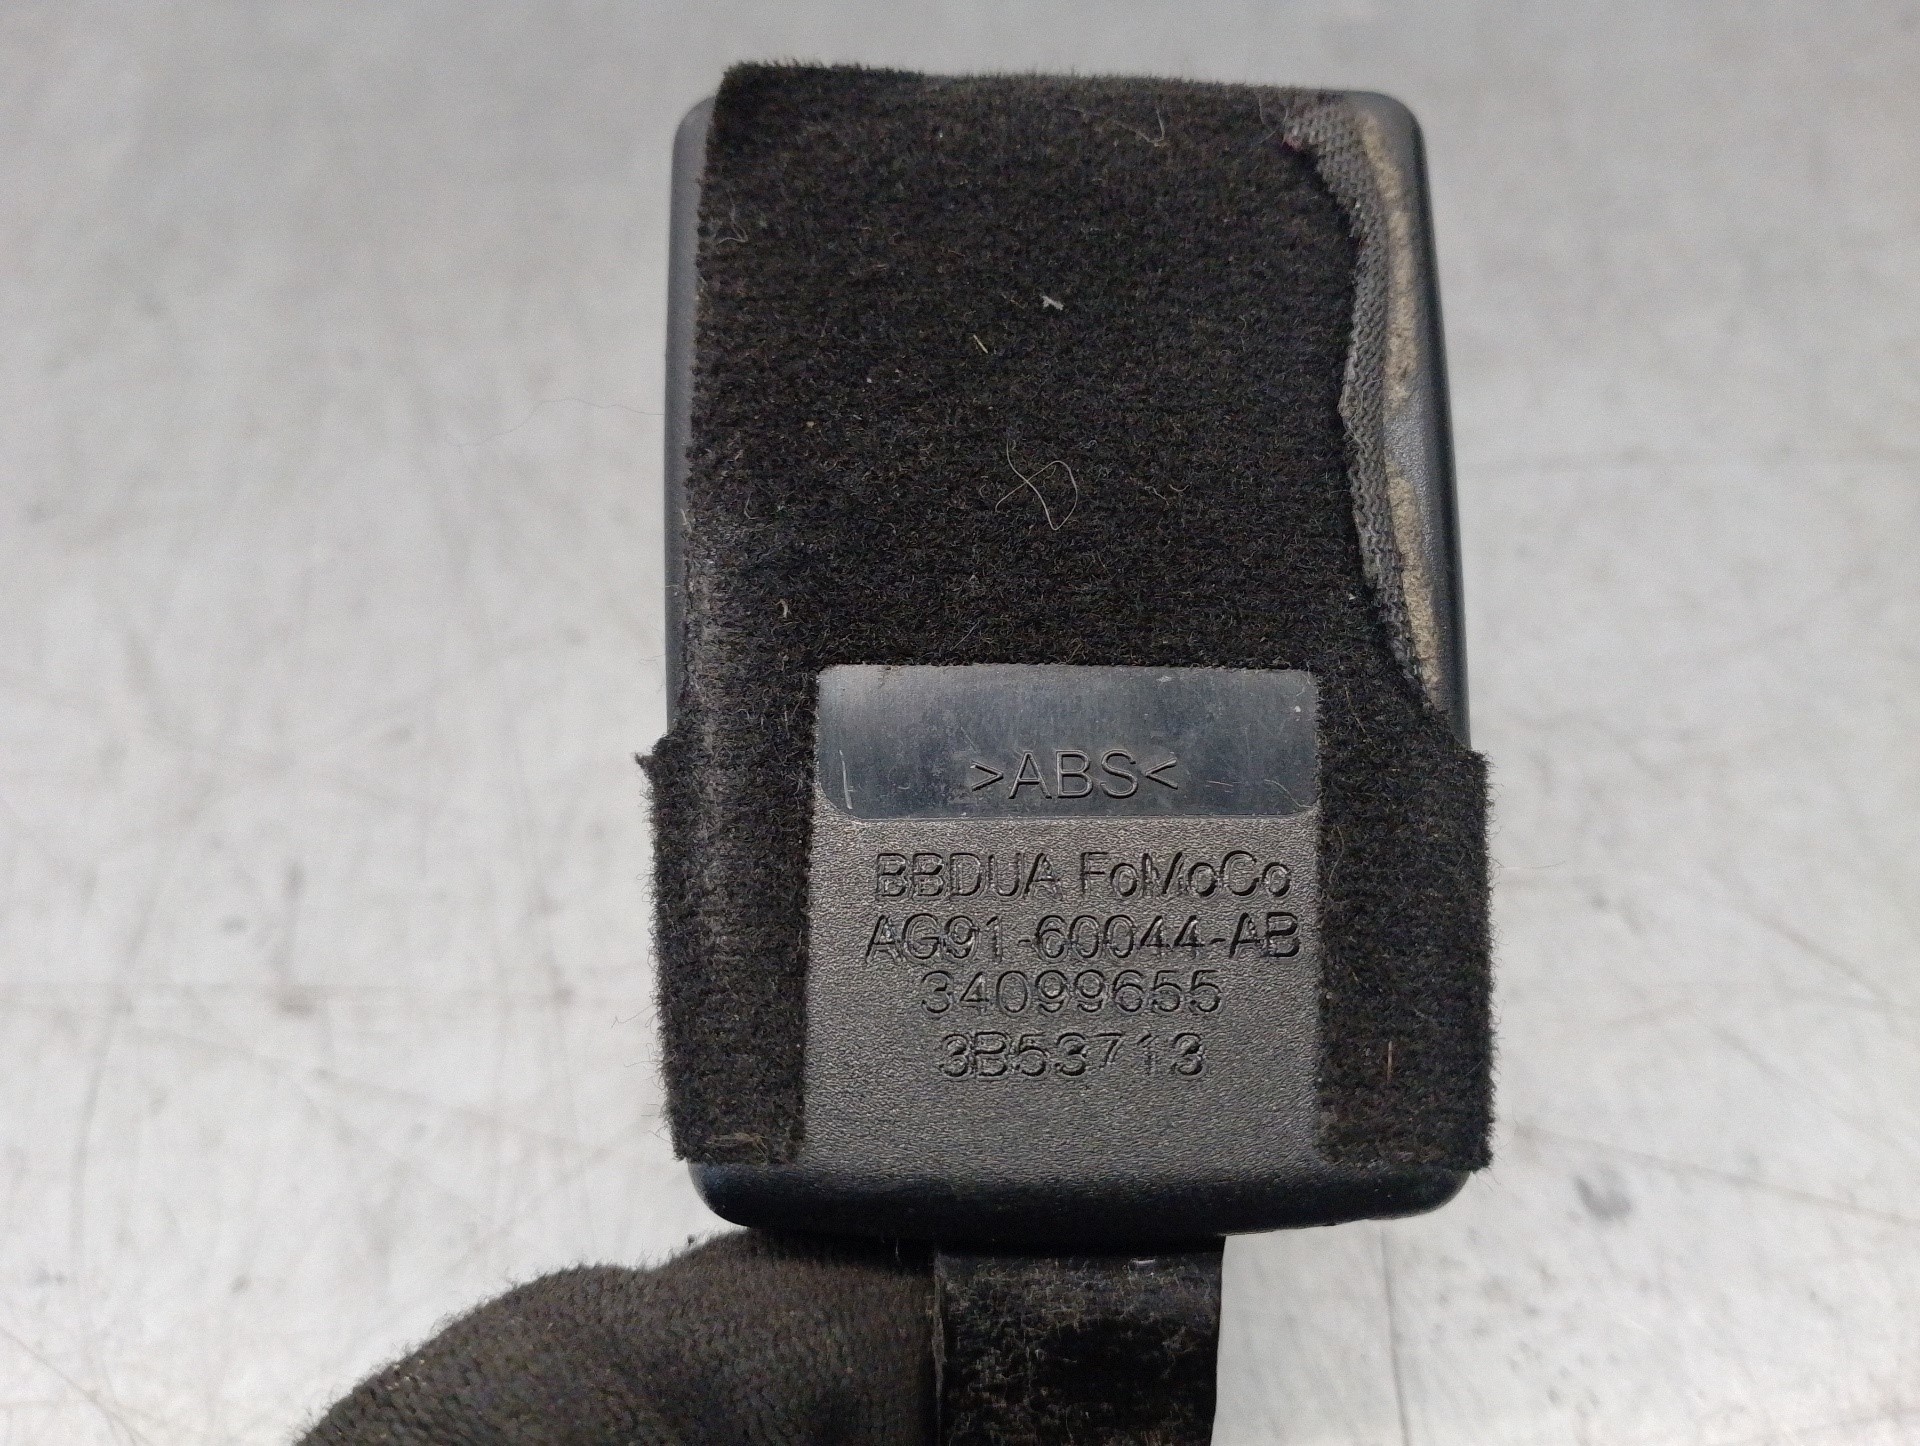 >ABS<
BBDUA FoMoCo
AG91-60044-AB
34099655
3B53713